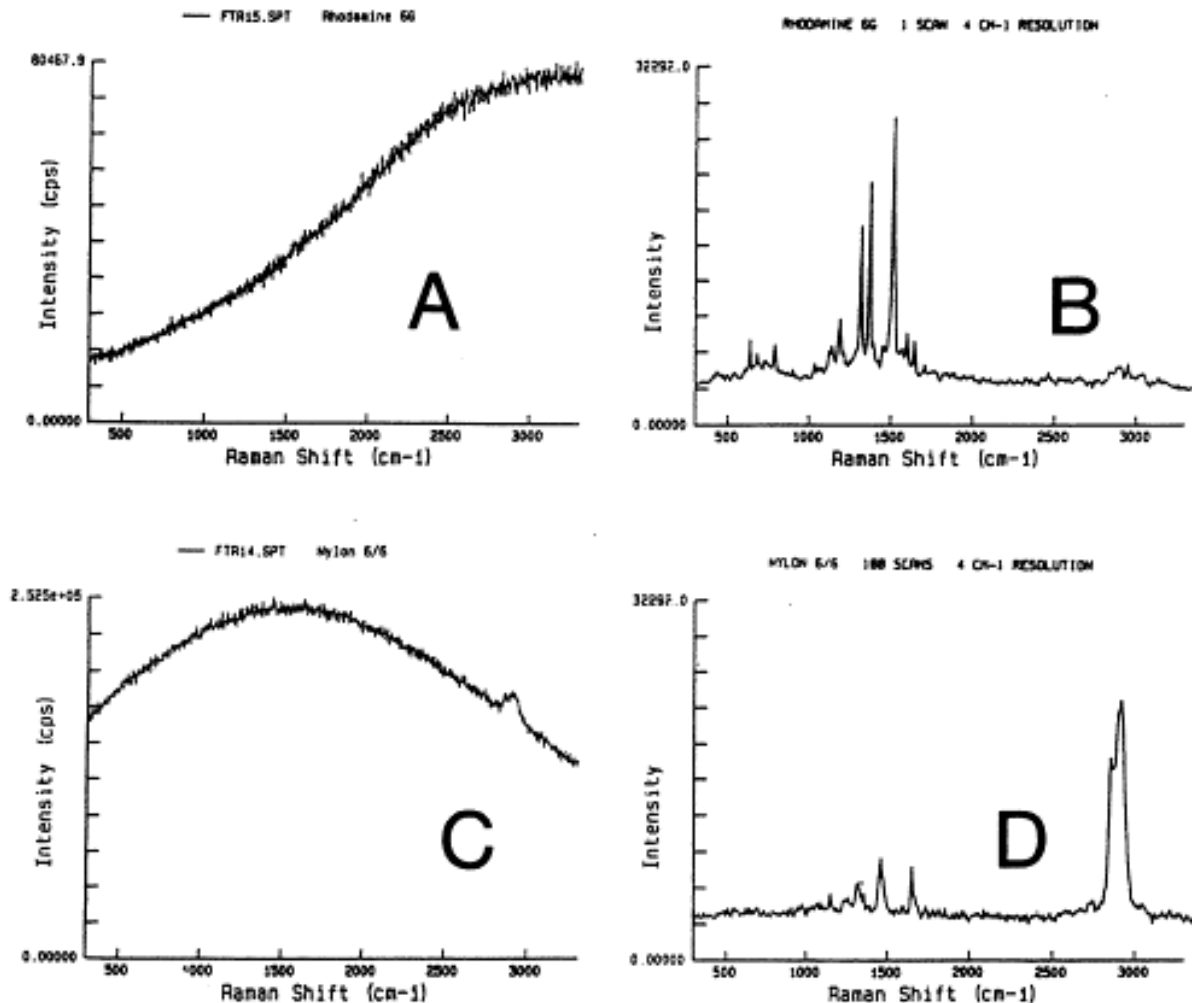 FTR15.SPT Rhodamine 6G
80467.9
Intensity (cps)
0.00000
500 1000 1500 2000 2500 3000
Raman Shift (cm-1)
A
RHODAMINE 6G 1 SCAN 4 CM-1 RESOLUTION
32292.0
Intensity
0.00000
500 1000 1500 2000 2500 3000
Raman Shift (cm-1)
B
FTR14.SPT Nylon 6/6
2.525e+05
Intensity (cps)
0.00000
500 1000 1500 2000 2500 3000
Raman Shift (cm-1)
C
NYLON 6/6 100 SCANS 4 CM-1 RESOLUTION
32292.0
Intensity
0.00000
500 1000 1500 2000 2500 3000
Raman Shift (cm-1)
D